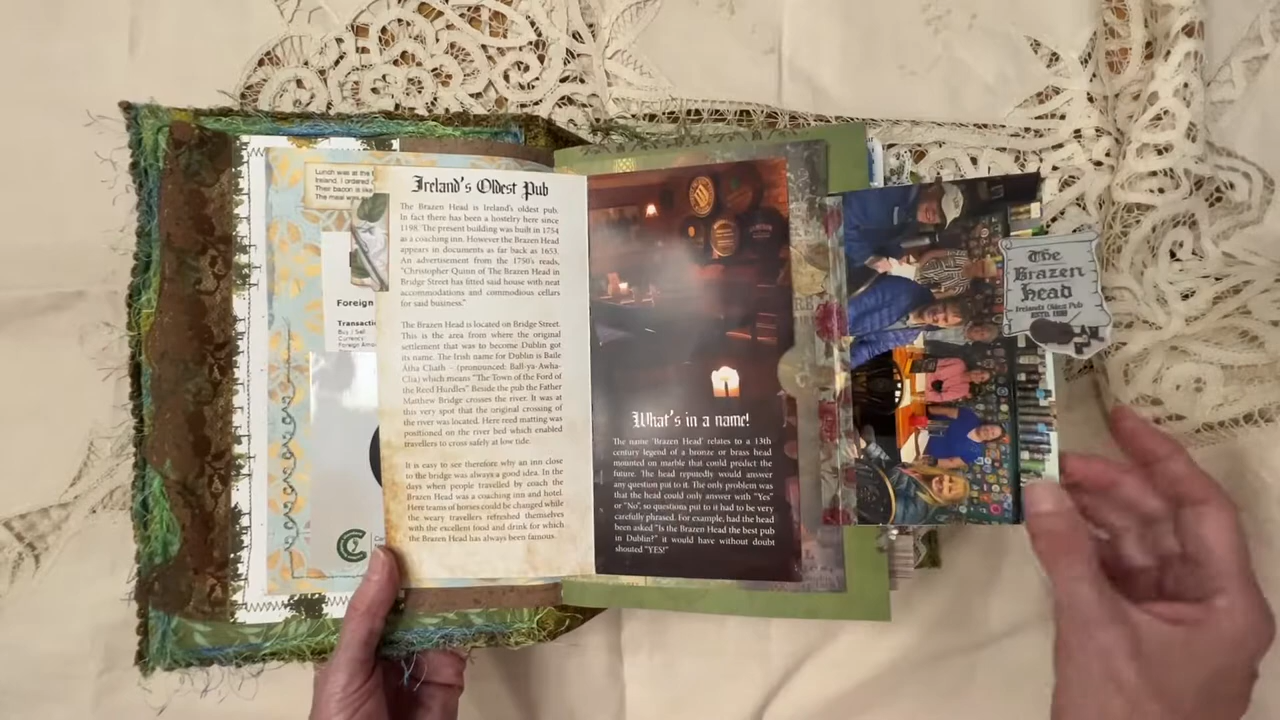 Lunch was at the
Ireland, I ordered
Their bacon is like
The meal was
Foreign
Transacti
Buy / Sell
Currency
Foreign Amo
Ireland's Oldest Pub
The Brazen Head is Ireland's oldest pub.
In fact there has been a hostelry here since
1198. The present building was built in 1754
as a coaching inn. However the Brazen Head
appears in documents as far back as 1653.
An advertisement from the 1750's reads,
"Christopher Quinn of The Brazen Head in
Bridge Street has fitted said house with neat
accommodations and commodious cellars
for said business."
The Brazen Head is located on Bridge Street.
This is the area from where the original
settlement that was to become Dublin got
its name. The Irish name for Dublin is Baile
Átha Cliath – (pronounced: Ball-ya-Awha-
Clia) which means "The Town of the Ford of
the Reed Hurdles" Beside the pub the Father
Matthew Bridge crosses the river. It was at
this very spot that the original crossing of
the river was located. Here reed matting was
positioned on the river bed which enabled
travellers to cross safely at low tide.
It is easy to see therefore why an inn close
to the bridge was always a good idea. In the
days when people travelled by coach the
Brazen Head was a coaching inn and hotel.
Here teams of horses could be changed while
the weary travellers refreshed themselves
with the excellent food and drink for which
the Brazen Head has always been famous.
What's in a name!
The name 'Brazen Head' relates to a 13th
century legend of a bronze or brass head
mounted on marble that could predict the
future. The head reputedly would answer
any question put to it. The only problem was
that the head could only answer with "Yes"
or "No", so questions put to it had to be very
carefully phrased. For example, had the head
been asked "Is the Brazen Head the best pub
in Dublin?" it would have without doubt
shouted "YES!"
The
Brazen
Head
Irelands Oldest Pub
ESTD. 1198